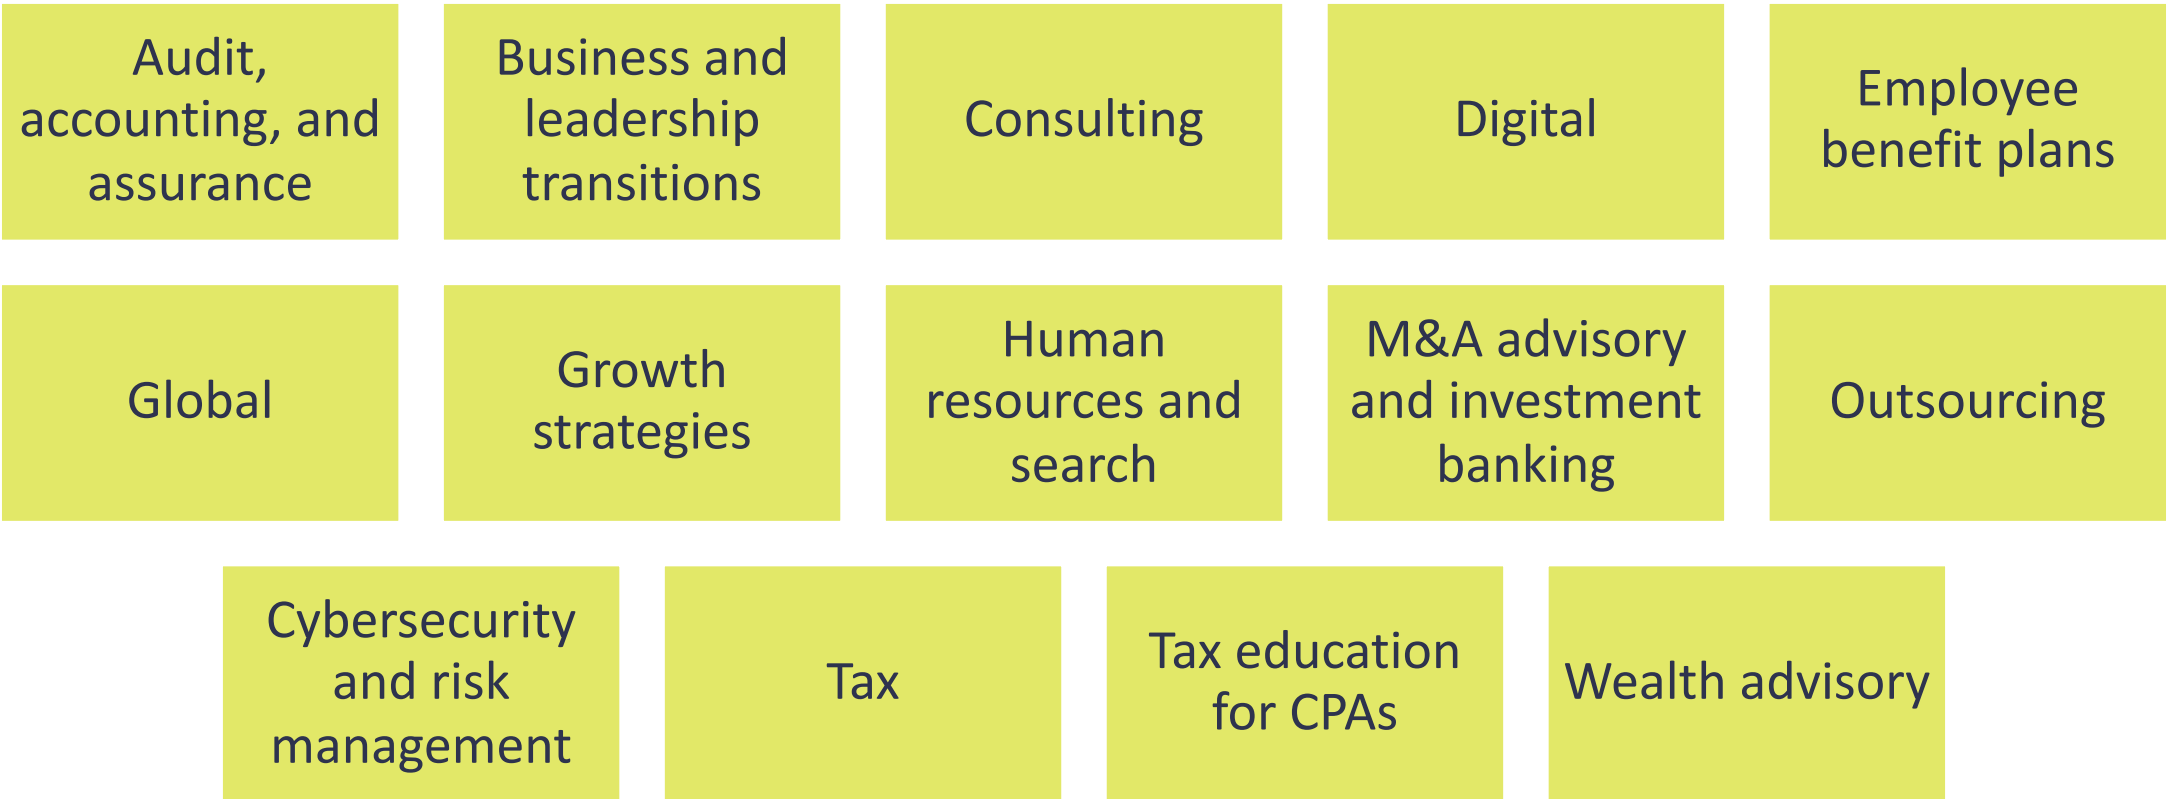 Audit,
accounting, and
assurance
Business and
leadership
transitions
Consulting
Digital
Employee
benefit plans
Global
Growth
strategies
Human
resources and
search
M&A advisory
and investment
banking
Outsourcing
Cybersecurity
and risk
management
Tax
Tax education
for CPAs
Wealth advisory